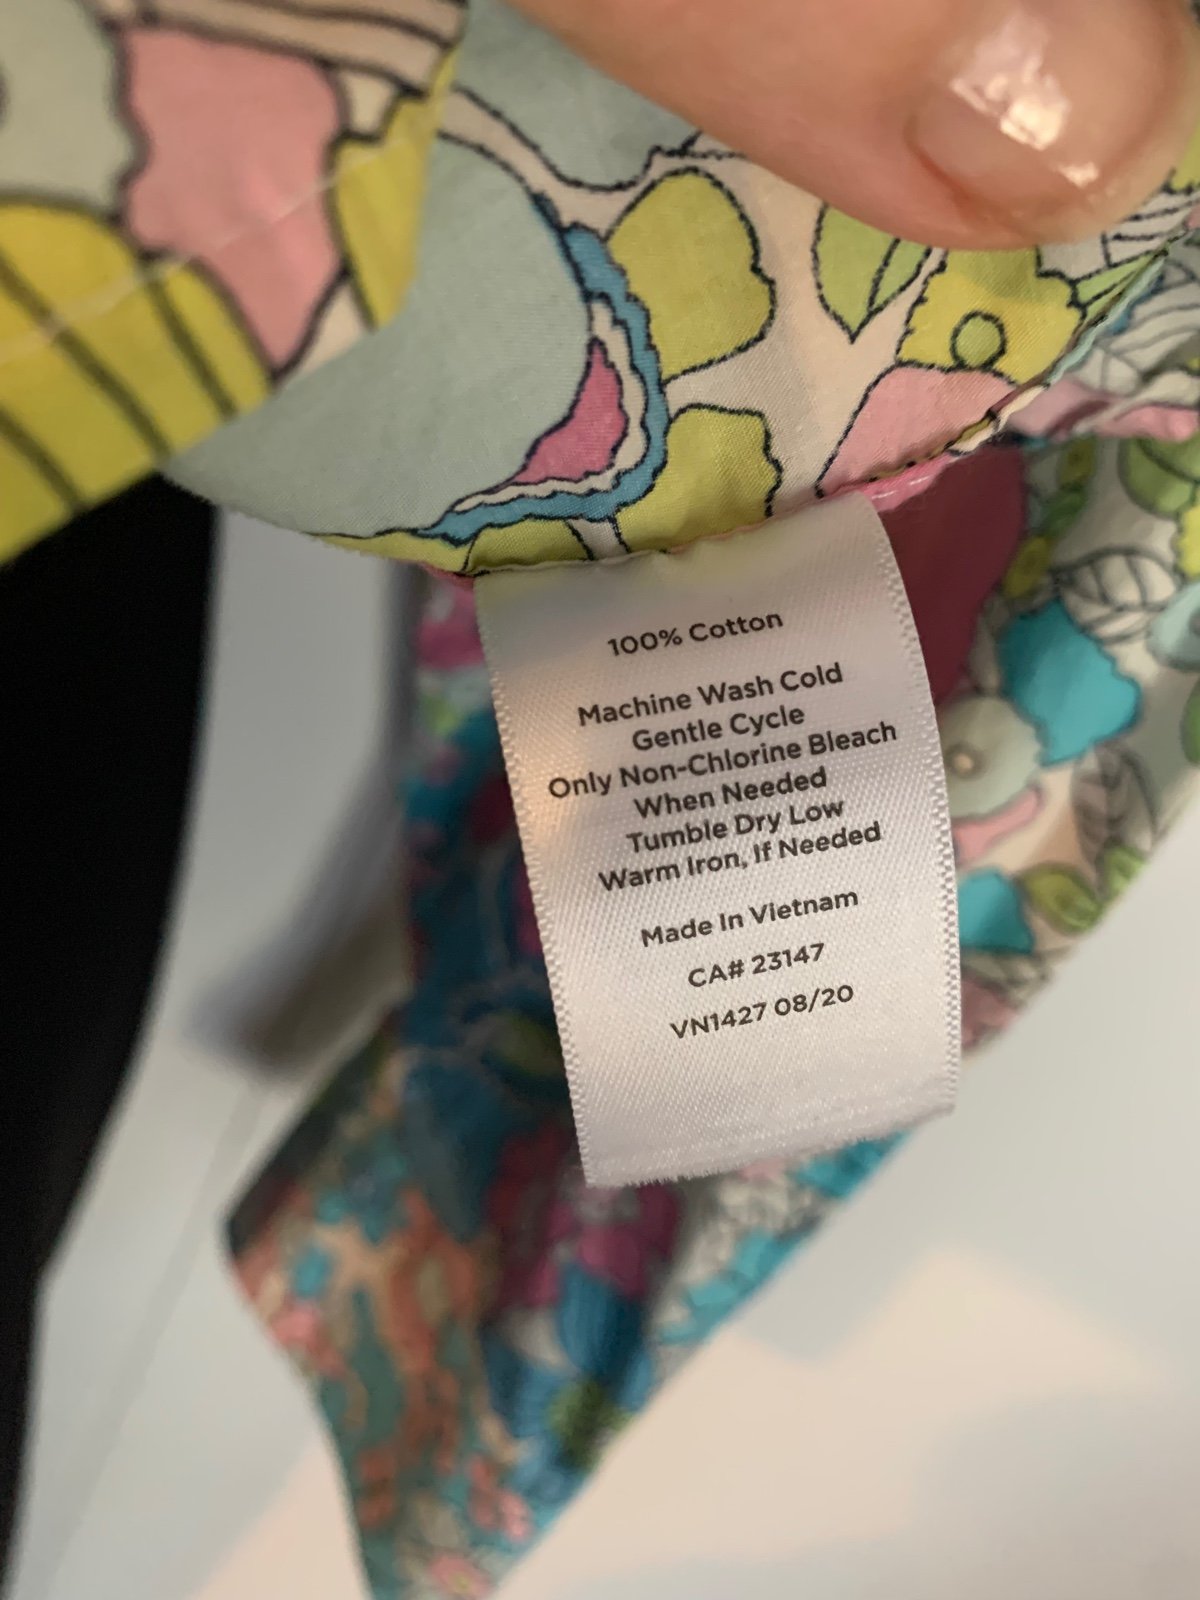 100% Cotton
Machine Wash Cold
Gentle Cycle
Only Non-Chlorine Bleach
When Needed
Tumble Dry Low
Warm Iron, If Needed
Made In Vietnam
CA# 23147
VN1427 08/20